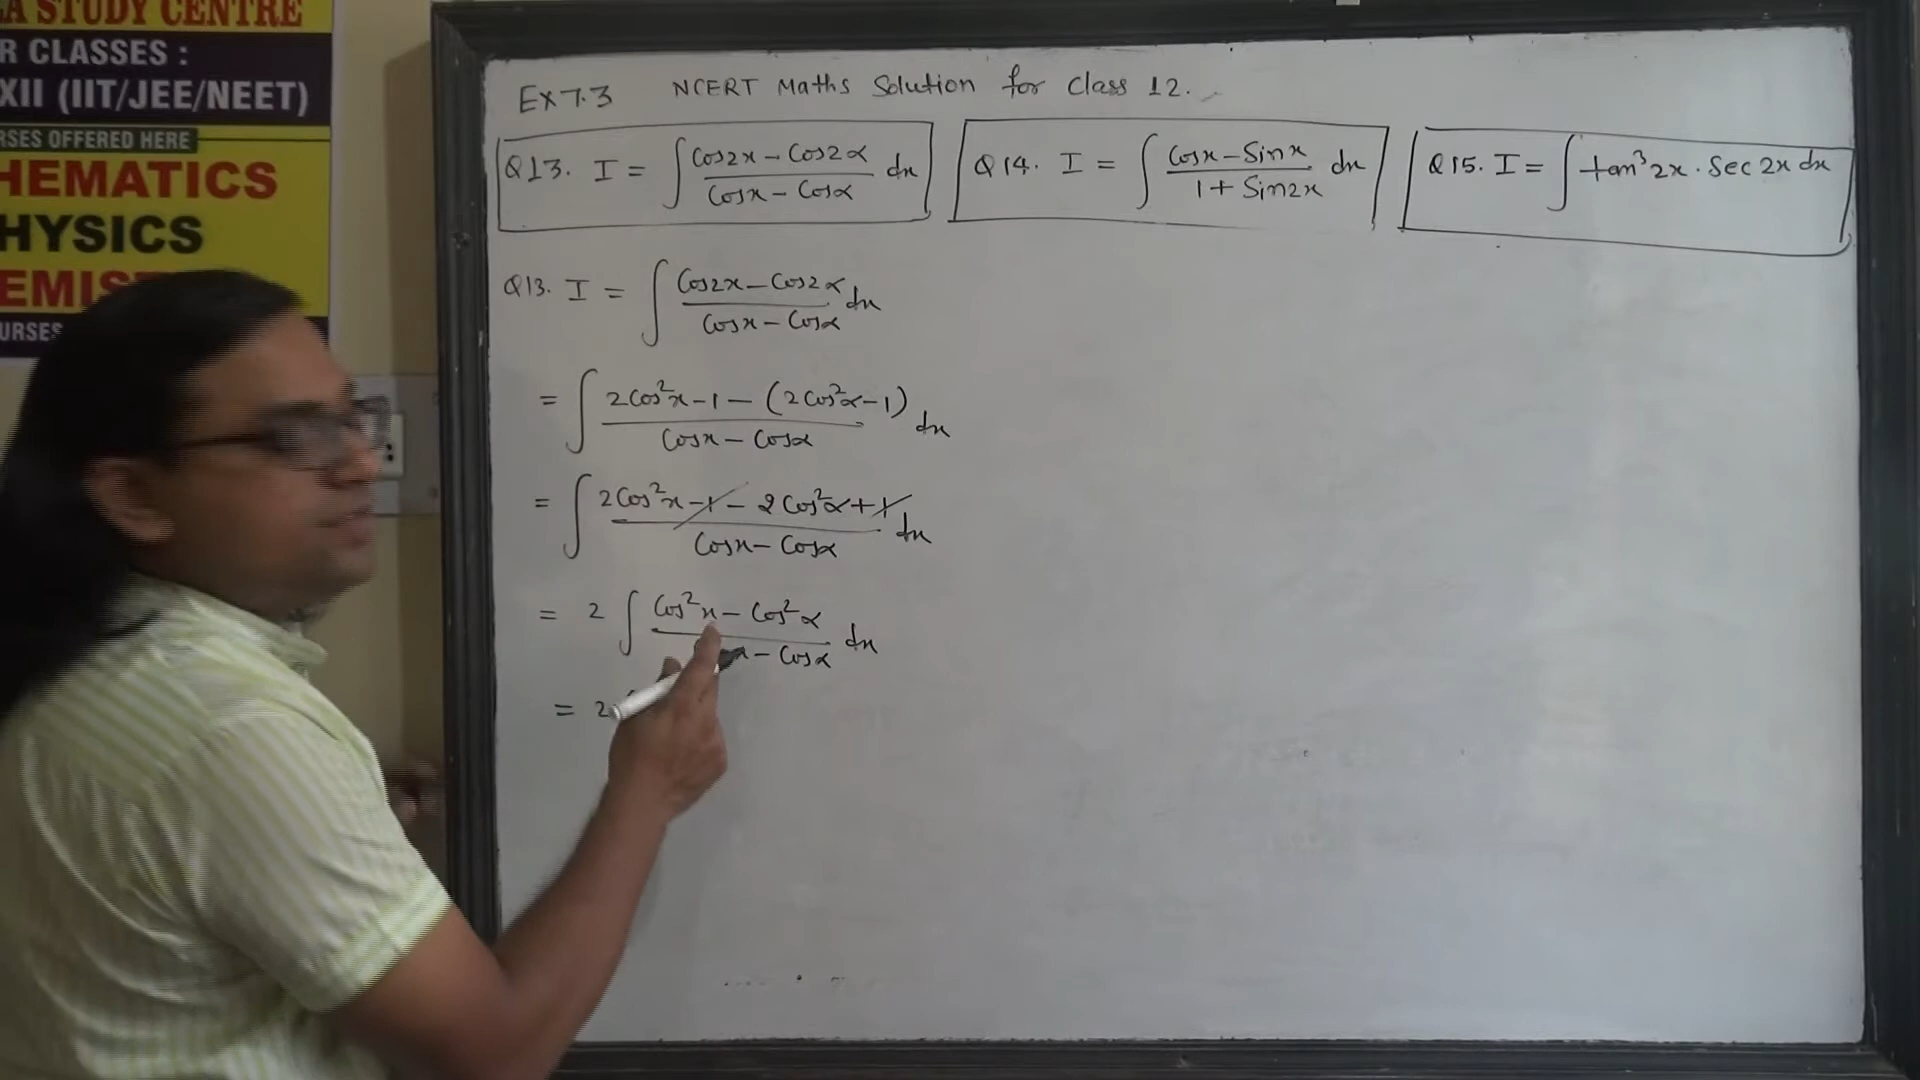 A STUDY CENTRE
R CLASSES :
XII (IIT/JEE/NEET)
RSES OFFERED HERE
HEMATICS
HYSICS
EMIS
URSES
Ex 7.3 NCERT Maths Solution for Class 12.
Q13. I = ∫ (Cos2x - Cos2α)/(Cosx - Cosα) dx
Q14. I = ∫ (Cosx - Sinx)/(1 + Sin2x) dx
Q15. I = ∫ tan³2x . Sec 2x dx
Q13. I = ∫ (Cos2x - Cos2α)/(Cosx - Cosα) dx
= ∫ (2Cos²x - 1 - (2Cos²α - 1))/(Cosx - Cosα) dx
= ∫ (2Cos²x - 1 - 2Cos²α + 1)/(Cosx - Cosα) dx
= 2 ∫ (Cos²x - Cos²α)/(x - Cosα) dx
= 2